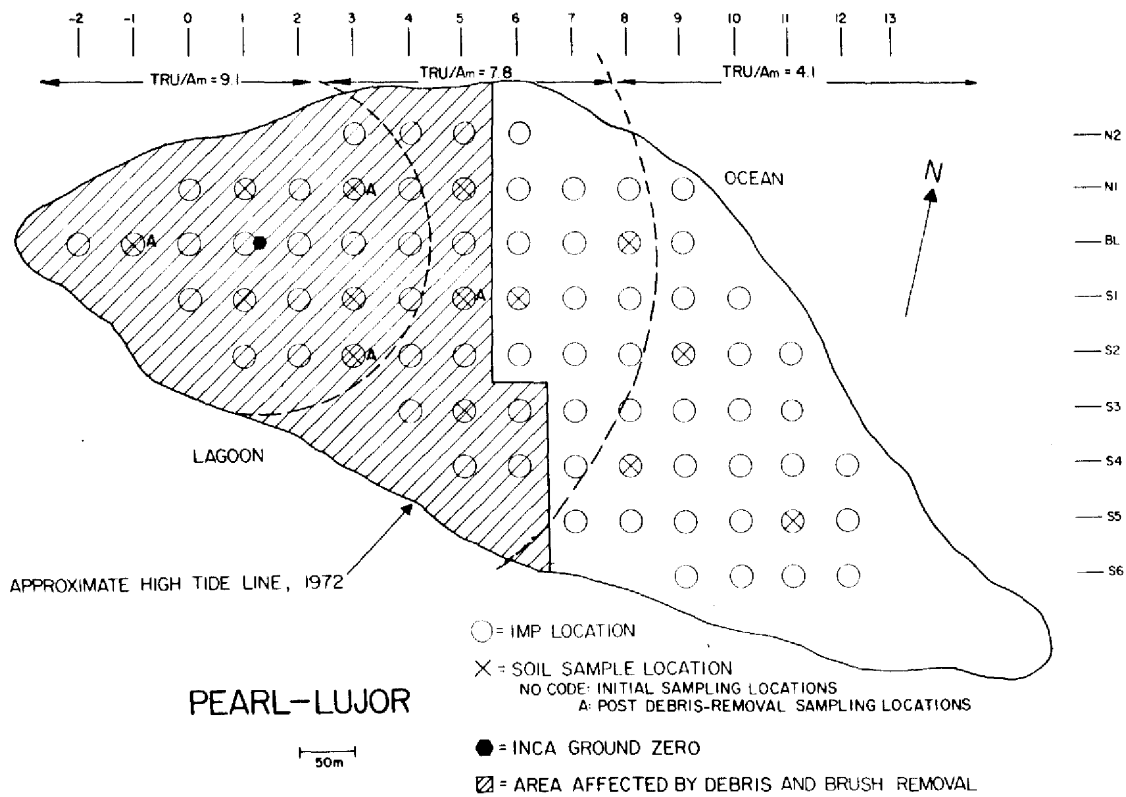 -2 -1 0 1 2 3 4 5 6 7 8 9 10 11 12 13
TRU/Am = 9.1 TRU/Am = 7.8 TRU/Am = 4.1
N2
OCEAN
N
A
N1
A
BL
A
S1
A
S2
S3
LAGOON
S4
S5
APPROXIMATE HIGH TIDE LINE, 1972
S6
= IMP LOCATION
= SOIL SAMPLE LOCATION
NO CODE: INITIAL SAMPLING LOCATIONS
A: POST DEBRIS-REMOVAL SAMPLING LOCATIONS
PEARL-LUJOR
50m
= INCA GROUND ZERO
= AREA AFFECTED BY DEBRIS AND BRUSH REMOVAL